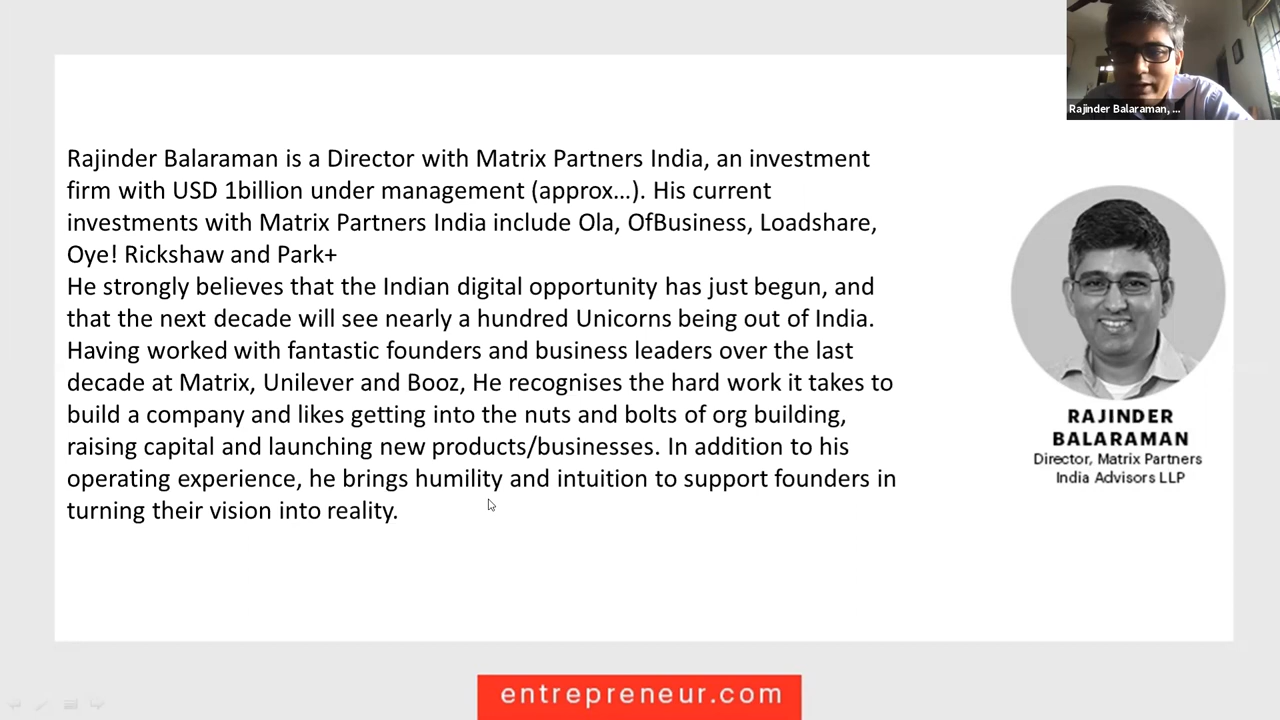 Rajinder Balaraman, ...
Rajinder Balaraman is a Director with Matrix Partners India, an investment
firm with USD 1billion under management (approx…). His current
investments with Matrix Partners India include Ola, OfBusiness, Loadshare,
Oye! Rickshaw and Park+
He strongly believes that the Indian digital opportunity has just begun, and
that the next decade will see nearly a hundred Unicorns being out of India.
Having worked with fantastic founders and business leaders over the last
decade at Matrix, Unilever and Booz, He recognises the hard work it takes to
build a company and likes getting into the nuts and bolts of org building,
raising capital and launching new products/businesses. In addition to his
operating experience, he brings humility and intuition to support founders in
turning their vision into reality.
RAJINDER
BALARAMAN
Director, Matrix Partners
India Advisors LLP
entrepreneur.com